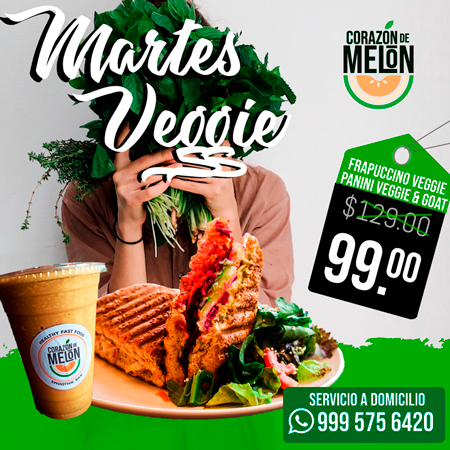 Martes
Veggie
CORAZÓN DE
MELÓN
FRAPUCCINO VEGGIE
PANINI VEGGIE & GOAT
$129.00
99.00
HEALTHY FAST FOOD
CORAZÓN DE
MELÓN
SERVICIO A DOMICILIO
999 575 6420